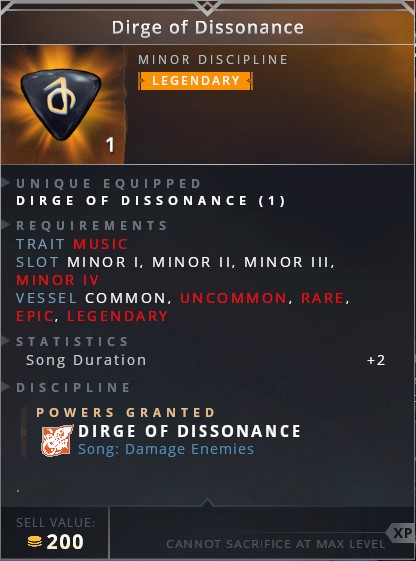 Dirge of Dissonance
MINOR DISCIPLINE
LEGENDARY
1
UNIQUE EQUIPPED
DIRGE OF DISSONANCE (1)
REQUIREMENTS
TRAIT MUSIC
SLOT MINOR I, MINOR II, MINOR III,
MINOR IV
VESSEL COMMON, UNCOMMON, RARE,
EPIC, LEGENDARY
STATISTICS
Song Duration +2
DISCIPLINE
POWERS GRANTED
DIRGE OF DISSONANCE
Song: Damage Enemies
SELL VALUE:
200
XP
CANNOT SACRIFICE AT MAX LEVEL